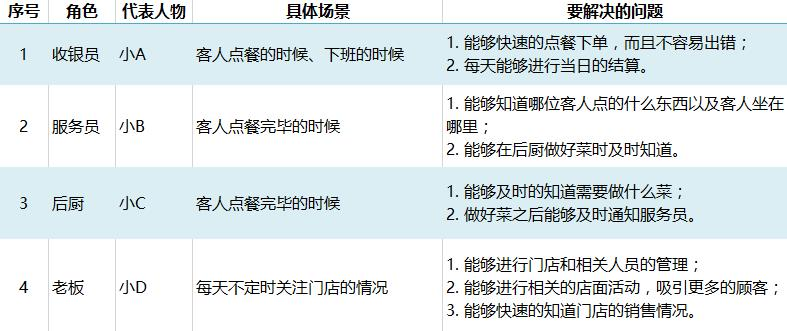 序号 角色 代表人物 具体场景 要解决的问题
1 收银员 小A 客人点餐的时候、下班的时候 1. 能够快速的点餐下单，而且不容易出错；
2. 每天能够进行当日的结算。
2 服务员 小B 客人点餐完毕的时候 1. 能够知道哪位客人点的什么东西以及客人坐在
哪里；
2. 能够在后厨做好菜时及时知道。
3 后厨 小C 客人点餐完毕的时候 1. 能够及时的知道需要做什么菜；
2. 做好菜之后能够及时通知服务员。
4 老板 小D 每天不定时关注门店的情况 1. 能够进行门店和相关人员的管理；
2. 能够进行相关的店面活动，吸引更多的顾客；
3. 能够快速的知道门店的销售情况。